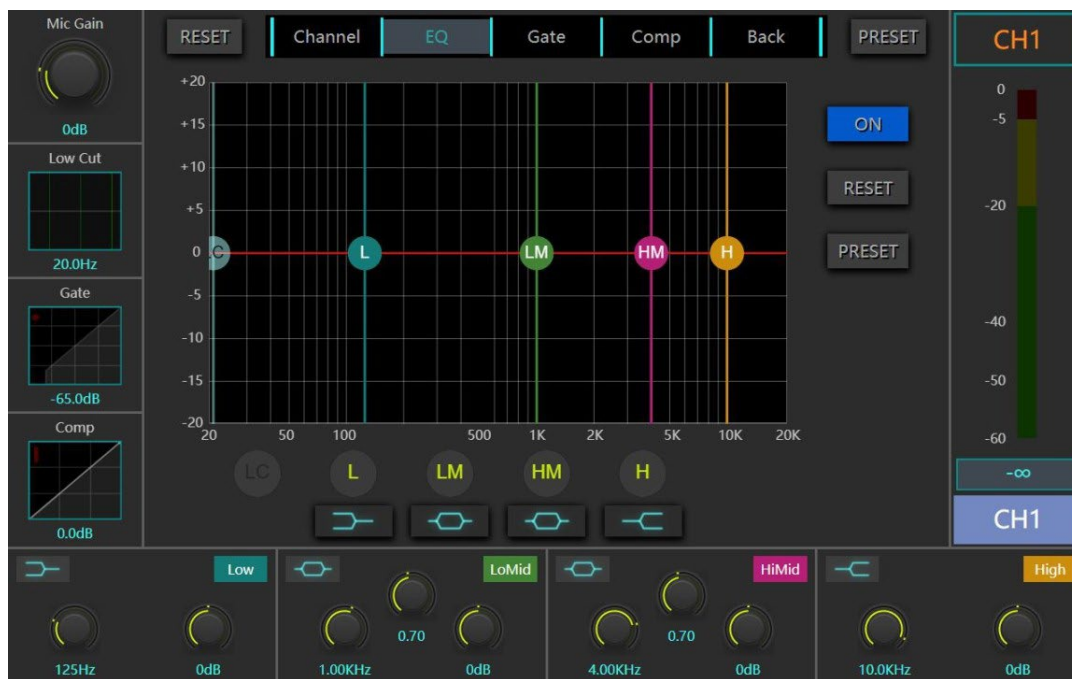 Mic Gain
0dB
Low Cut
20.0Hz
Gate
-65.0dB
Comp
0.0dB
RESET
Channel EQ Gate Comp Back
PRESET
+20
+15
+10
+5
0
-5
-10
-15
-20
C L LM HM H
20 50 100 500 1K 2K 5K 10K 20K
LC L LM HM H
ON
RESET
PRESET
CH1
0
-5
-20
-40
-50
-60
-∞
CH1
Low
125Hz 0dB
LoMid
0.70
1.00KHz 0dB
HiMid
0.70
4.00KHz 0dB
High
10.0KHz 0dB